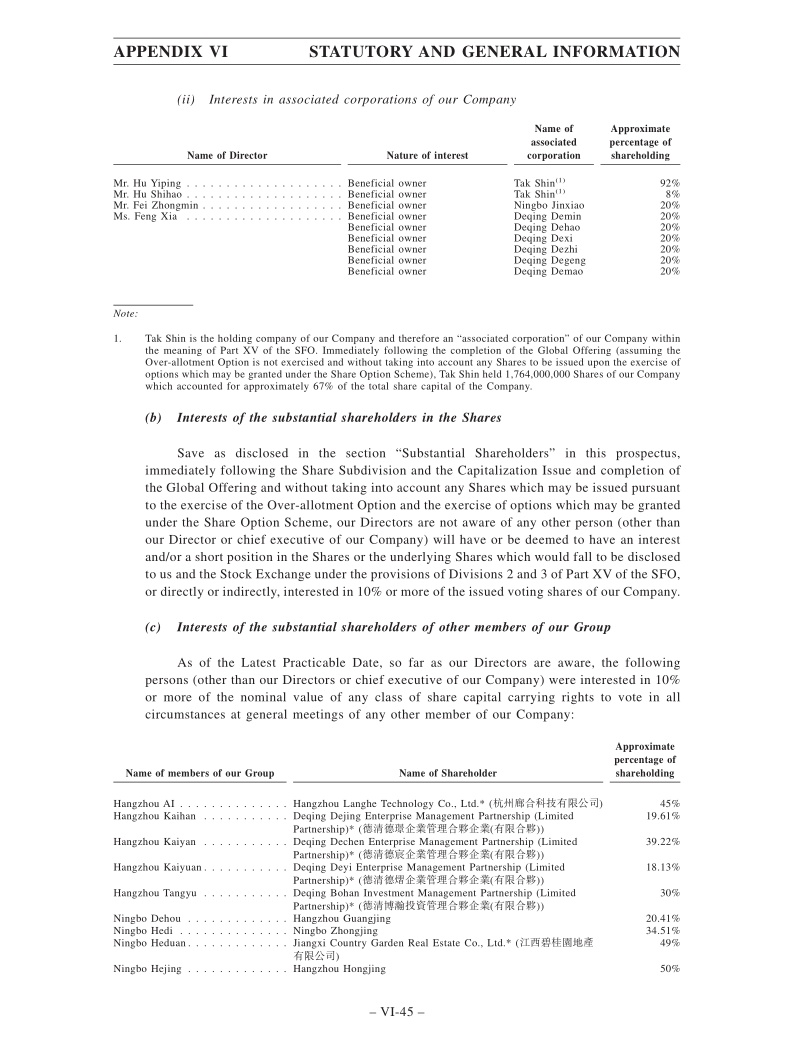 APPENDIX VI STATUTORY AND GENERAL INFORMATION
(ii) Interests in associated corporations of our Company
Name of Director Nature of interest Name of associated corporation Approximate percentage of shareholding
Mr. Hu Yiping . . . . . . . . . . . . . . . . . . . . Beneficial owner Tak Shin(1) 92%
Mr. Hu Shihao . . . . . . . . . . . . . . . . . . . . Beneficial owner Tak Shin(1) 8%
Mr. Fei Zhongmin . . . . . . . . . . . . . . . . . . Beneficial owner Ningbo Jinxiao 20%
Ms. Feng Xia . . . . . . . . . . . . . . . . . . . . Beneficial owner Deqing Demin 20%
Beneficial owner Deqing Dehao 20%
Beneficial owner Deqing Dexi 20%
Beneficial owner Deqing Dezhi 20%
Beneficial owner Deqing Degeng 20%
Beneficial owner Deqing Demao 20%
Note:
1. Tak Shin is the holding company of our Company and therefore an “associated corporation” of our Company within
the meaning of Part XV of the SFO. Immediately following the completion of the Global Offering (assuming the
Over-allotment Option is not exercised and without taking into account any Shares to be issued upon the exercise of
options which may be granted under the Share Option Scheme), Tak Shin held 1,764,000,000 Shares of our Company
which accounted for approximately 67% of the total share capital of the Company.
(b) Interests of the substantial shareholders in the Shares
Save as disclosed in the section “Substantial Shareholders” in this prospectus,
immediately following the Share Subdivision and the Capitalization Issue and completion of
the Global Offering and without taking into account any Shares which may be issued pursuant
to the exercise of the Over-allotment Option and the exercise of options which may be granted
under the Share Option Scheme, our Directors are not aware of any other person (other than
our Director or chief executive of our Company) will have or be deemed to have an interest
and/or a short position in the Shares or the underlying Shares which would fall to be disclosed
to us and the Stock Exchange under the provisions of Divisions 2 and 3 of Part XV of the SFO,
or directly or indirectly, interested in 10% or more of the issued voting shares of our Company.
(c) Interests of the substantial shareholders of other members of our Group
As of the Latest Practicable Date, so far as our Directors are aware, the following
persons (other than our Directors or chief executive of our Company) were interested in 10%
or more of the nominal value of any class of share capital carrying rights to vote in all
circumstances at general meetings of any other member of our Company:
Name of members of our Group Name of Shareholder Approximate percentage of shareholding
Hangzhou AI . . . . . . . . . . . . . . Hangzhou Langhe Technology Co., Ltd.* (杭州廊合科技有限公司) 45%
Hangzhou Kaihan . . . . . . . . . . . Deqing Dejing Enterprise Management Partnership (Limited 19.61%
Partnership)* (德清德璟企業管理合夥企業(有限合夥))
Hangzhou Kaiyan . . . . . . . . . . . Deqing Dechen Enterprise Management Partnership (Limited 39.22%
Partnership)* (德清德宸企業管理合夥企業(有限合夥))
Hangzhou Kaiyuan . . . . . . . . . . . Deqing Deyi Enterprise Management Partnership (Limited 18.13%
Partnership)* (德清德熠企業管理合夥企業(有限合夥))
Hangzhou Tangyu . . . . . . . . . . . Deqing Bohan Investment Management Partnership (Limited 30%
Partnership)* (德清博瀚投資管理合夥企業(有限合夥))
Ningbo Dehou . . . . . . . . . . . . . Hangzhou Guangjing 20.41%
Ningbo Hedi . . . . . . . . . . . . . . Ningbo Zhongjing 34.51%
Ningbo Heduan . . . . . . . . . . . . . Jiangxi Country Garden Real Estate Co., Ltd.* (江西碧桂園地產 49%
有限公司)
Ningbo Hejing . . . . . . . . . . . . . Hangzhou Hongjing 50%
– VI-45 –